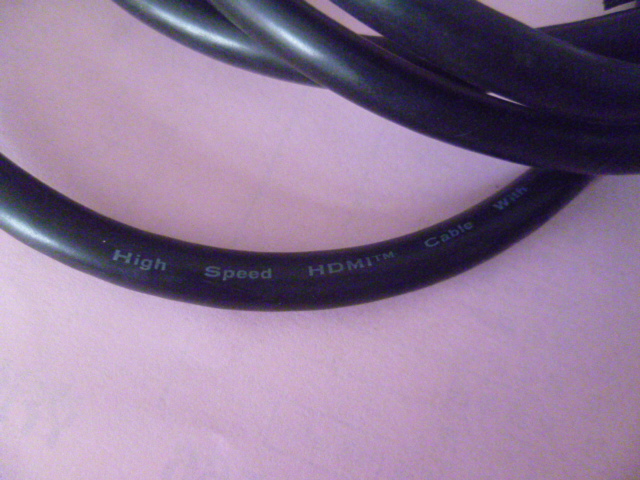 High Speed HDMI™ Cable With